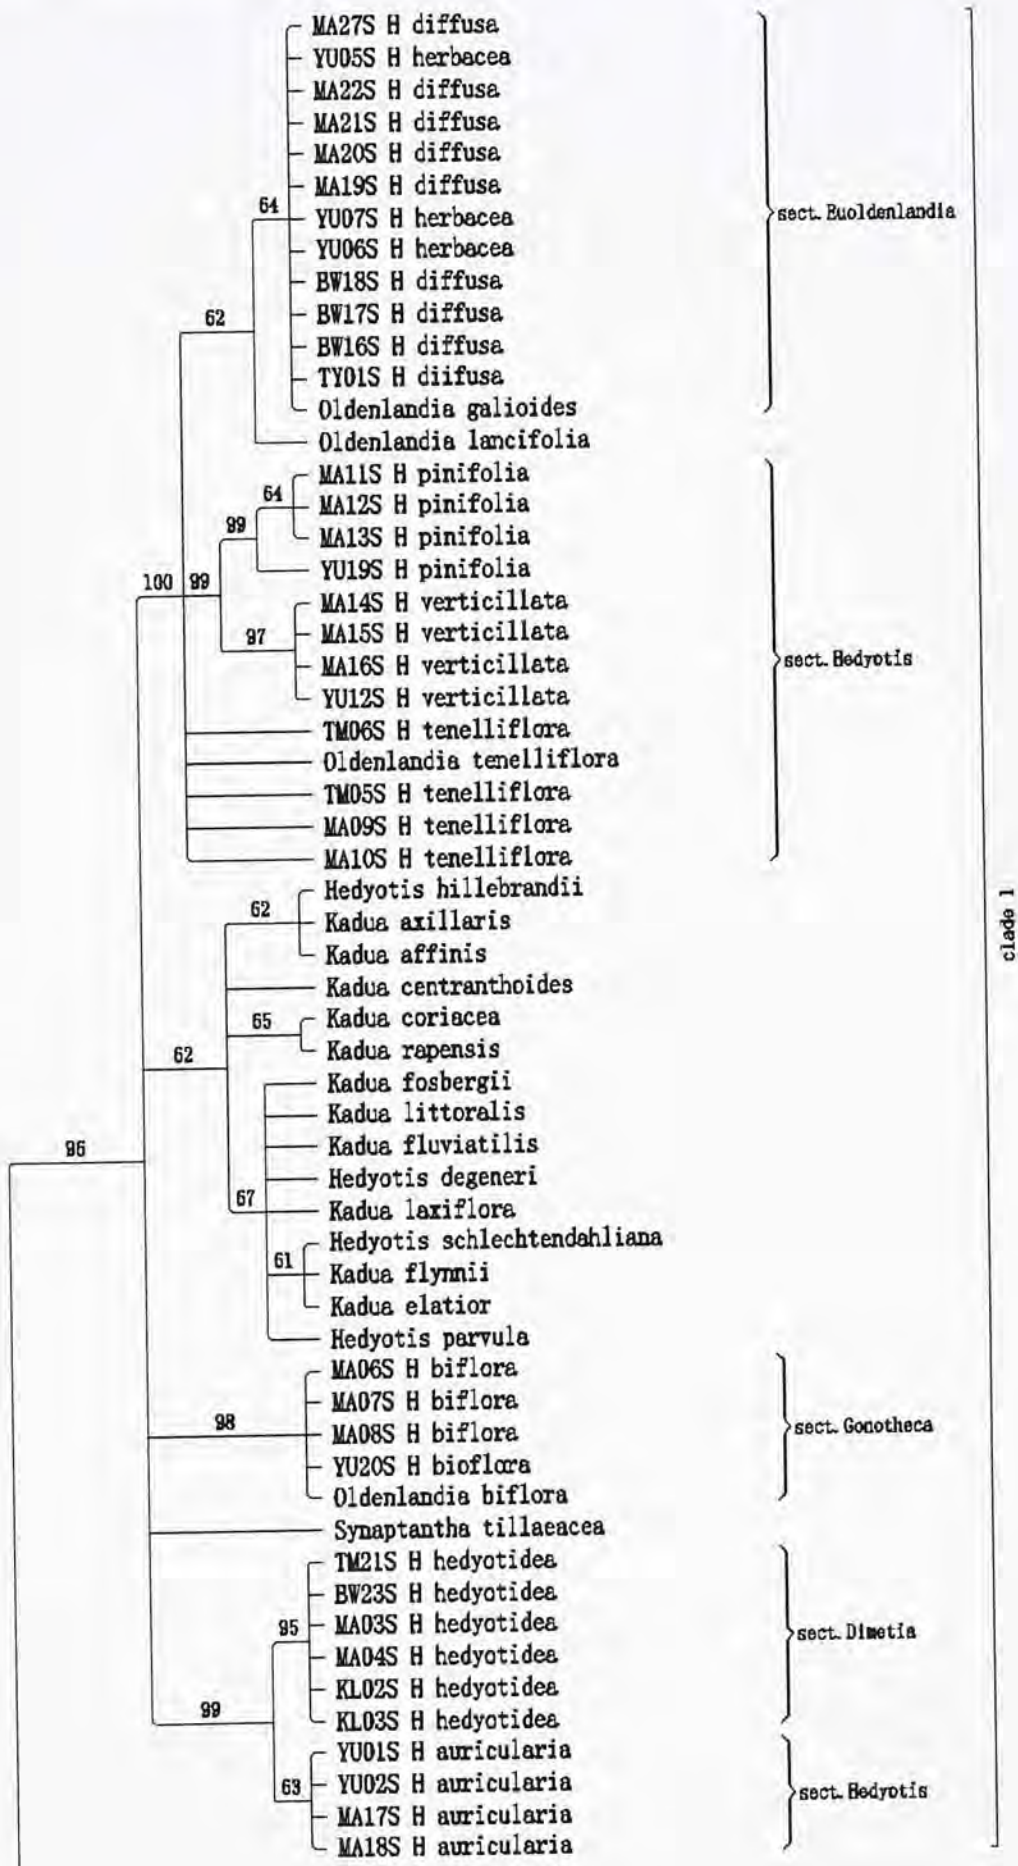 MA27S H diffusa
YU05S H herbacea
MA22S H diffusa
MA21S H diffusa
MA20S H diffusa
MA19S H diffusa
64
YU07S H herbacea
sect. Euoldenlandia
YU06S H herbacea
BW18S H diffusa
BW17S H diffusa
62
BW16S H diffusa
TY01S H diifusa
Oldenlandia galioides
Oldenlandia lancifolia
MA11S H pinifolia
64
MA12S H pinifolia
99
MA13S H pinifolia
YU19S H pinifolia
100 99
MA14S H verticillata
97
MA15S H verticillata
MA16S H verticillata
sect. Hedyotis
YU12S H verticillata
TM06S H tenelliflora
Oldenlandia tenelliflora
TM05S H tenelliflora
MA09S H tenelliflora
MA10S H tenelliflora
Hedyotis hillebrandii
62
Kadua axillaris
clade 1
Kadua affinis
Kadua centranthoides
65
Kadua coriacea
Kadua rapensis
62
Kadua fosbergii
Kadua littoralis
96
Kadua fluviatilis
Hedyotis degeneri
67
Kadua laxiflora
Hedyotis schlechtendahliana
61
Kadua flynnii
Kadua elatior
Hedyotis parvula
MA06S H biflora
MA07S H biflora
98
MA08S H biflora
sect. Gonotheca
YU20S H bioflora
Oldenlandia biflora
Synaptantha tillaeacea
TM21S H hedyotidea
BW23S H hedyotidea
95
MA03S H hedyotidea
sect. Dimetia
MA04S H hedyotidea
KL02S H hedyotidea
99
KL03S H hedyotidea
YU01S H auricularia
63
YU02S H auricularia
sect. Hedyotis
MA17S H auricularia
MA18S H auricularia